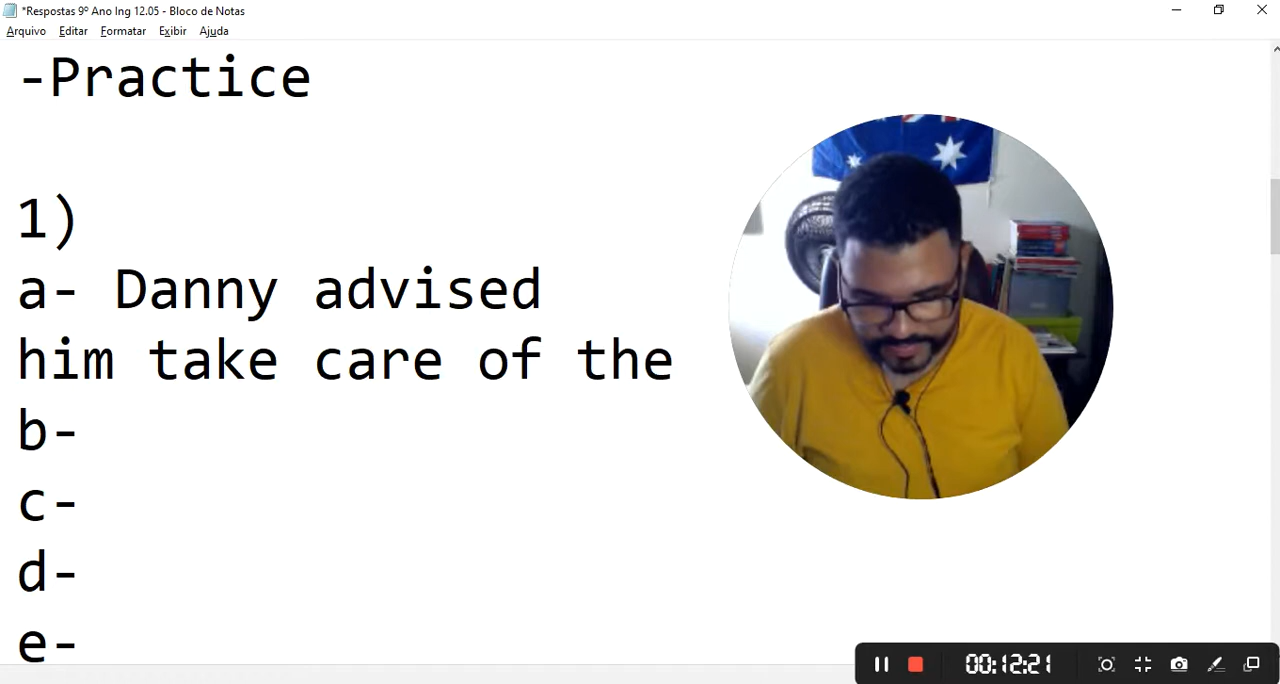 *Respostas 9º Ano Ing 12.05 - Bloco de Notas
Arquivo Editar Formatar Exibir Ajuda
-Practice
1)
a- Danny advised
him take care of the
b-
c-
d-
e-
00:12:21